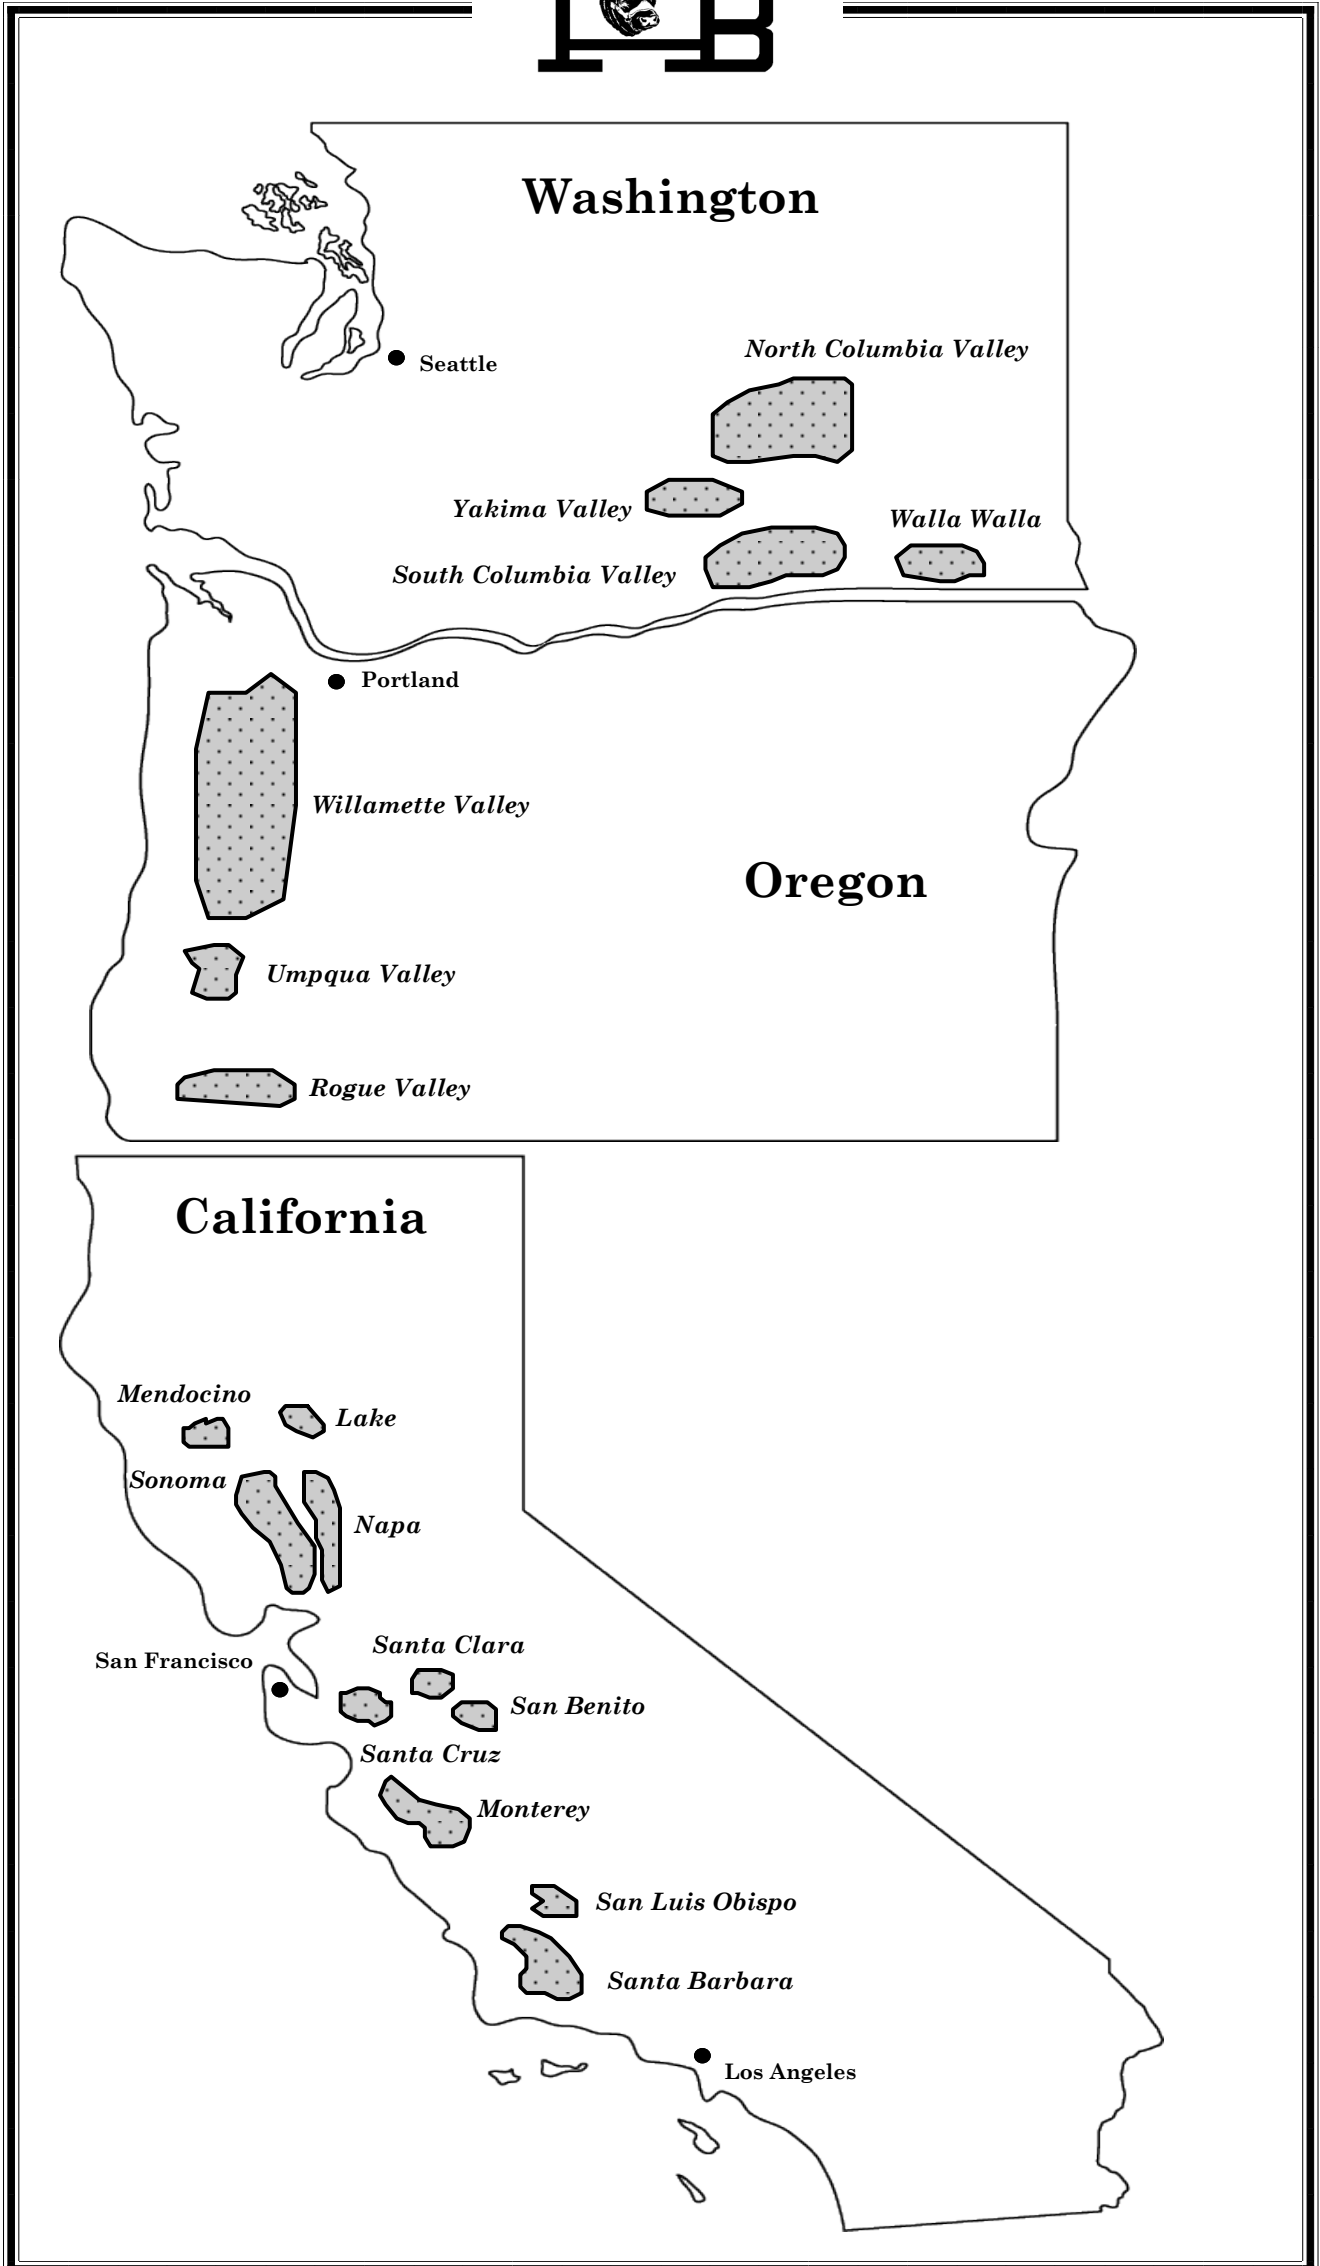 B
Washington
Seattle
North Columbia Valley
Yakima Valley
Walla Walla
South Columbia Valley
Portland
Willamette Valley
Oregon
Umpqua Valley
Rogue Valley
California
Mendocino
Lake
Sonoma
Napa
Santa Clara
San Francisco
San Benito
Santa Cruz
Monterey
San Luis Obispo
Santa Barbara
Los Angeles